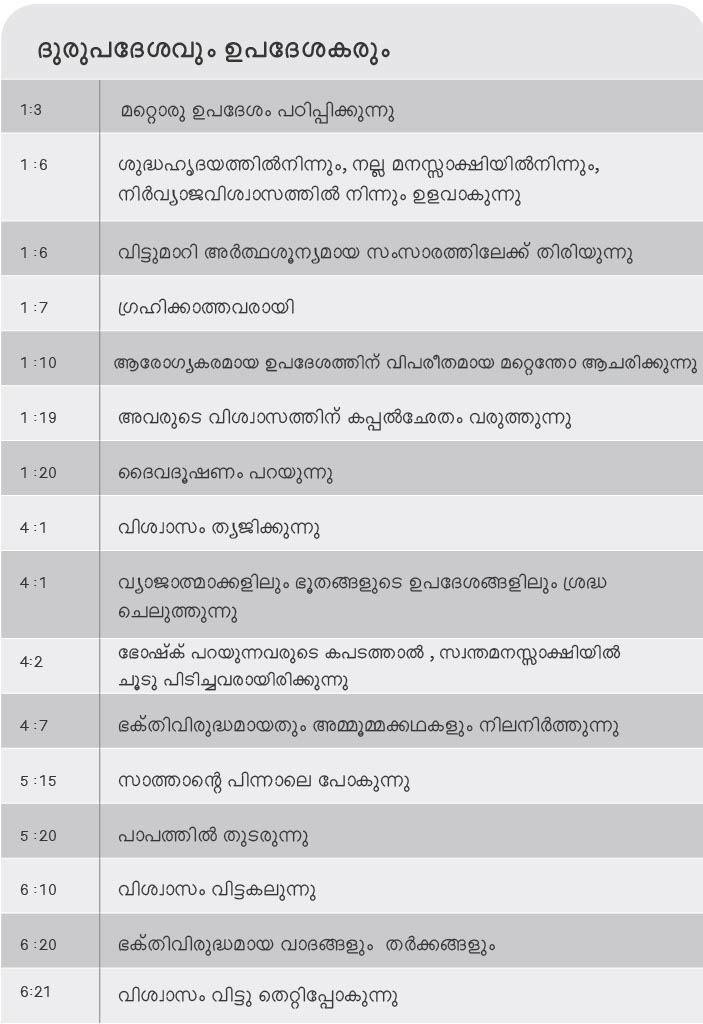 ദുരുപദേശവും ഉപദേശകരും
1:3 മറ്റൊരു ഉപദേശം പഠിപ്പിക്കുന്നു
1 :6 ശുദ്ധഹൃദയത്തിൽനിന്നും, നല്ല മനസ്സാക്ഷിയിൽനിന്നും,
നിർവ്യാജവിശ്വാസത്തിൽ നിന്നും ഉളവാകുന്നു
1 :6 വിട്ടുമാറി അർത്ഥശൂന്യമായ സംസാരത്തിലേക്ക് തിരിയുന്നു
1 :7 ഗ്രഹിക്കാത്തവരായി
1 :10 ആരോഗ്യകരമായ ഉപദേശത്തിന് വിപരീതമായ മറ്റെന്തോ ആചരിക്കുന്നു
1 :19 അവരുടെ വിശ്വാസത്തിന് കപ്പൽഛേതം വരുത്തുന്നു
1 :20 ദൈവദൂഷണം പറയുന്നു
4 :1 വിശ്വാസം ത്യജിക്കുന്നു
4 :1 വ്യാജാത്മാക്കളിലും ഭൂതങ്ങളുടെ ഉപദേശങ്ങളിലും ശ്രദ്ധ
ചെലുത്തുന്നു
4:2 ഭോഷ്ക് പറയുന്നവരുടെ കപടത്താൽ , സ്വന്തമനസ്സാക്ഷിയിൽ
ചൂടു പിടിച്ചവരായിരിക്കുന്നു
4 :7 ഭക്തിവിരുദ്ധമായതും അമ്മൂമ്മക്കഥകളും നിലനിർത്തുന്നു
5 :15 സാത്താന്റെ പിന്നാലെ പോകുന്നു
5 :20 പാപത്തിൽ തുടരുന്നു
6 :10 വിശ്വാസം വിട്ടകലുന്നു
6 :20 ഭക്തിവിരുദ്ധമായ വാദങ്ങളും തർക്കങ്ങളും
6:21 വിശ്വാസം വിട്ടു തെറ്റിപ്പോകുന്നു